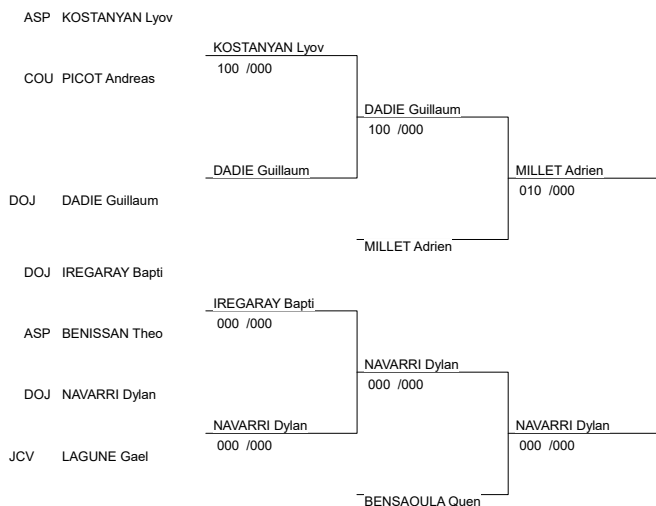 ASP KOSTANYAN Lyov
KOSTANYAN Lyov
100 /000
COU PICOT Andreas
DADIE Guillaum
100 /000
DADIE Guillaum
MILLET Adrien
010 /000
DOJ DADIE Guillaum
MILLET Adrien
DOJ IREGARAY Bapti
IREGARAY Bapti
000 /000
ASP BENISSAN Theo
NAVARRI Dylan
000 /000
DOJ NAVARRI Dylan
NAVARRI Dylan
000 /000
NAVARRI Dylan
000 /000
JCV LAGUNE Gael
BENSAOULA Quen